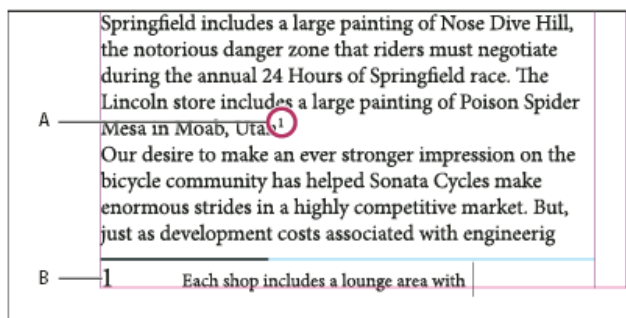 Springfield includes a large painting of Nose Dive Hill,
the notorious danger zone that riders must negotiate
during the annual 24 Hours of Springfield race. The
Lincoln store includes a large painting of Poison Spider
A
Mesa in Moab, Utah¹
Our desire to make an ever stronger impression on the
bicycle community has helped Sonata Cycles make
enormous strides in a highly competitive market. But,
just as development costs associated with engineerig
B
1 Each shop includes a lounge area with